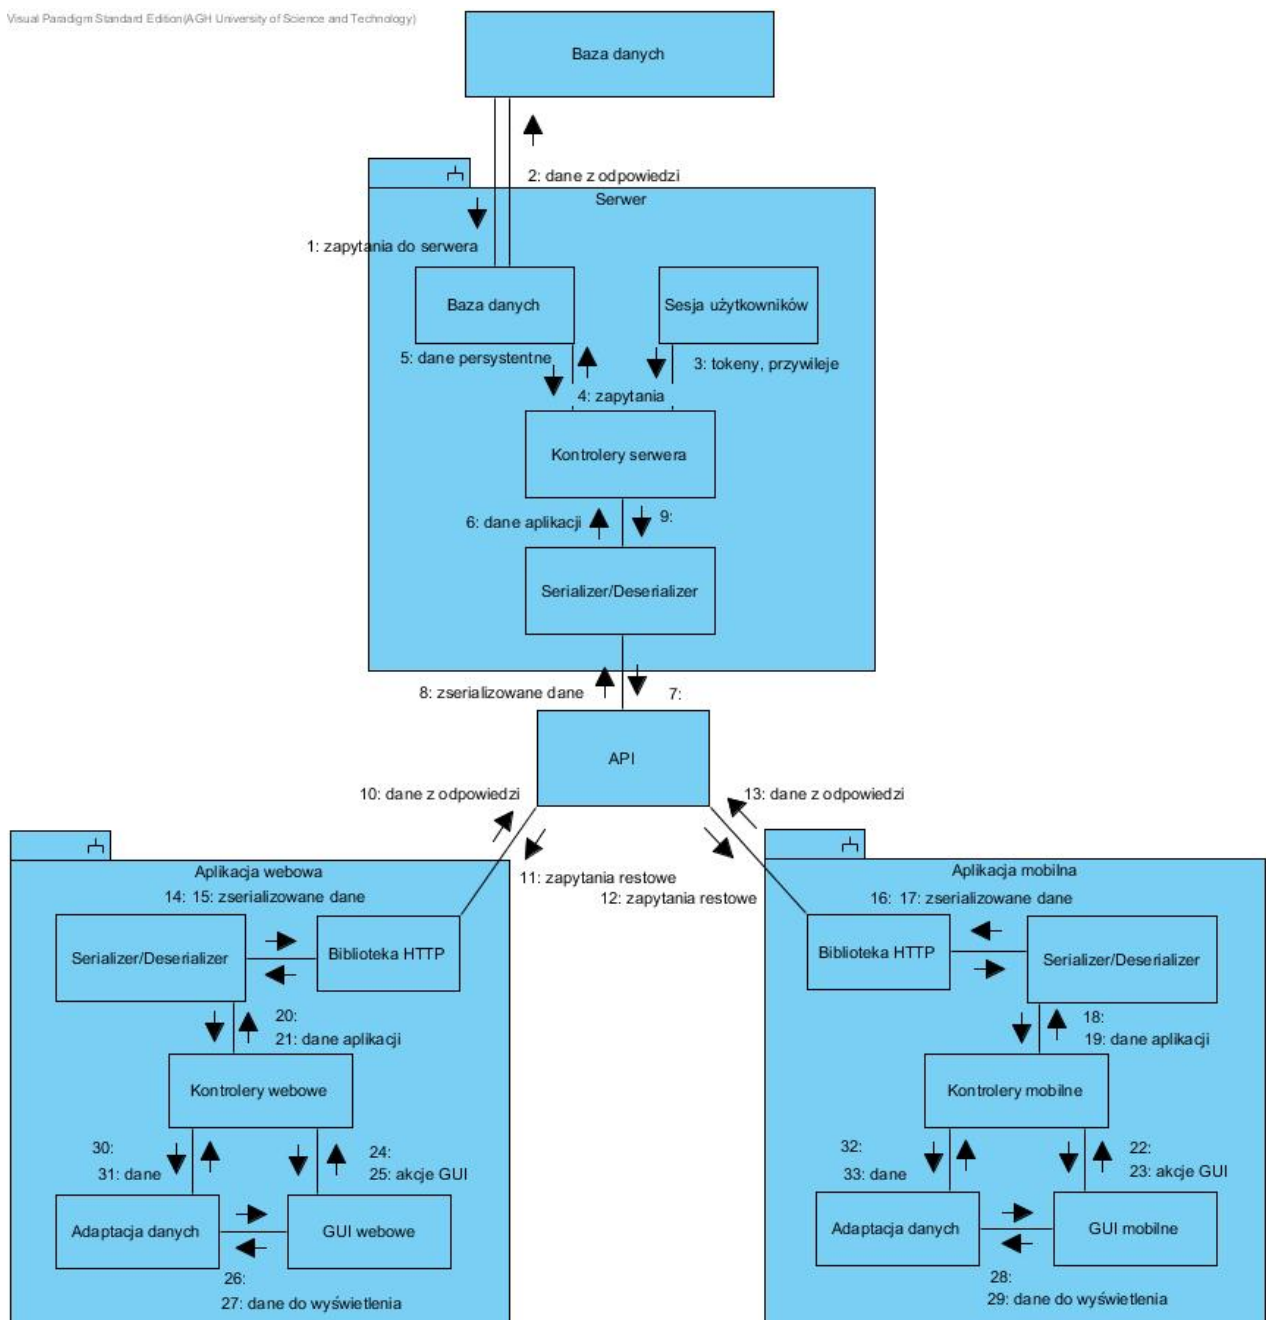 Visual Paradigm Standard Edition(AGH University of Science and Technology)
Baza danych
2: dane z odpowiedzi
Serwer
1: zapytania do serwera
Baza danych
Sesja użytkowników
5: dane persystentne
3: tokeny, przywileje
4: zapytania
Kontrolery serwera
6: dane aplikacji
9:
Serializer/Deserializer
8: zserializowane dane
7:
API
10: dane z odpowiedzi
13: dane z odpowiedzi
11: zapytania restowe
12: zapytania restowe
Aplikacja webowa
14: 15: zserializowane dane
Serializer/Deserializer
Biblioteka HTTP
20:
21: dane aplikacji
Kontrolery webowe
30:
31: dane
24:
25: akcje GUI
Adaptacja danych
GUI webowe
26:
27: dane do wyświetlenia
Aplikacja mobilna
16: 17: zserializowane dane
Biblioteka HTTP
Serializer/Deserializer
18:
19: dane aplikacji
Kontrolery mobilne
32:
33: dane
22:
23: akcje GUI
Adaptacja danych
GUI mobilne
28:
29: dane do wyświetlenia